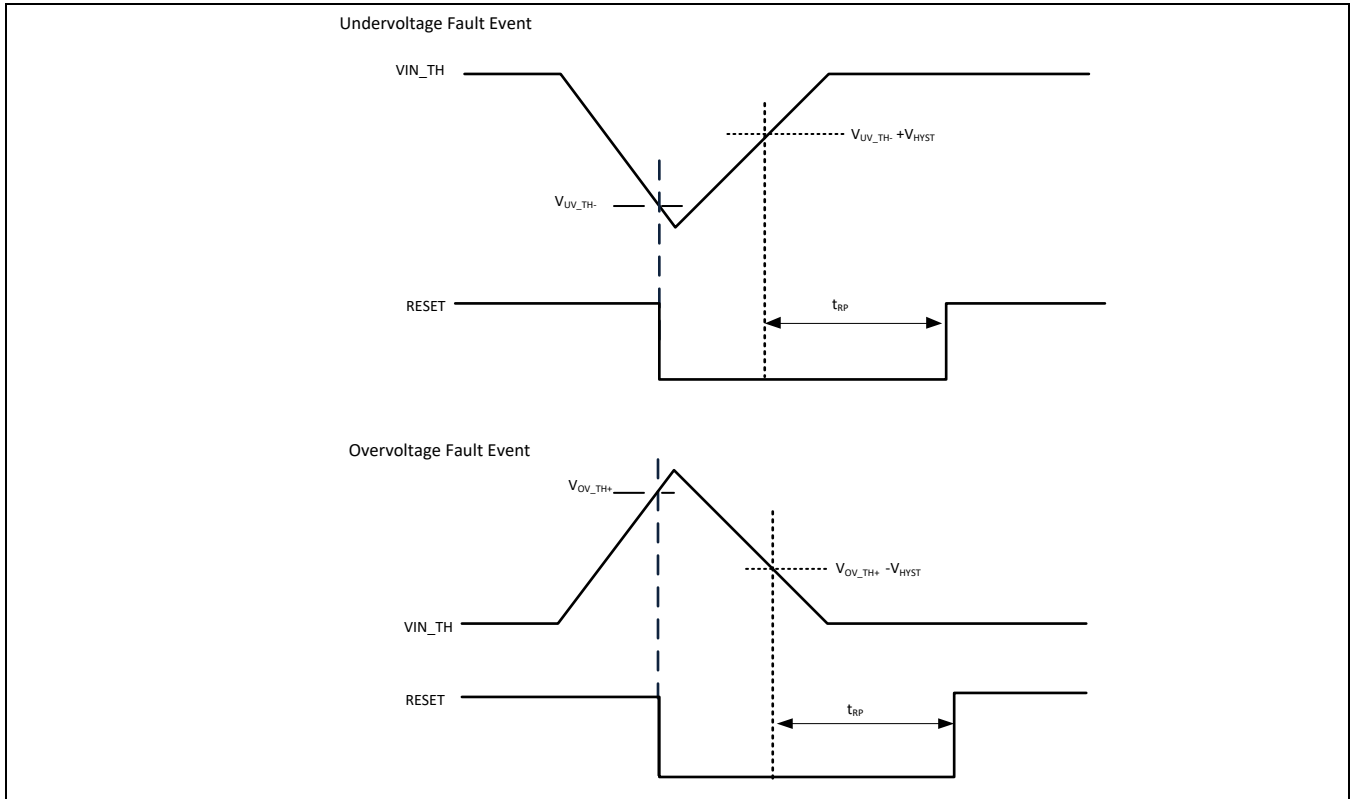 Undervoltage Fault Event
VIN_TH
V_UV_TH- +V_HYST
V_UV_TH-
RESET
t_RP
Overvoltage Fault Event
V_OV_TH+
V_OV_TH+ -V_HYST
VIN_TH
RESET
t_RP